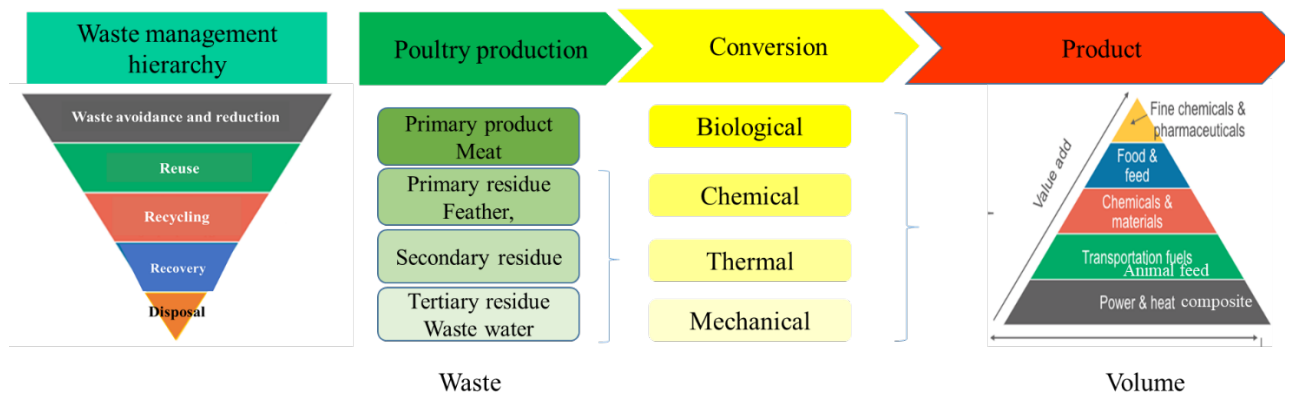 Waste management
hierarchy
Waste avoidance and reduction
Reuse
Recycling
Recovery
Disposal
Poultry production
Primary product
Meat
Primary residue
Feather,
Secondary residue
Tertiary residue
Waste water
Waste
Conversion
Biological
Chemical
Thermal
Mechanical
Product
Value add
Fine chemicals &
pharmaceuticals
Food &
feed
Chemicals &
materials
Transportation fuels
Animal feed
Power & heat composite
Volume